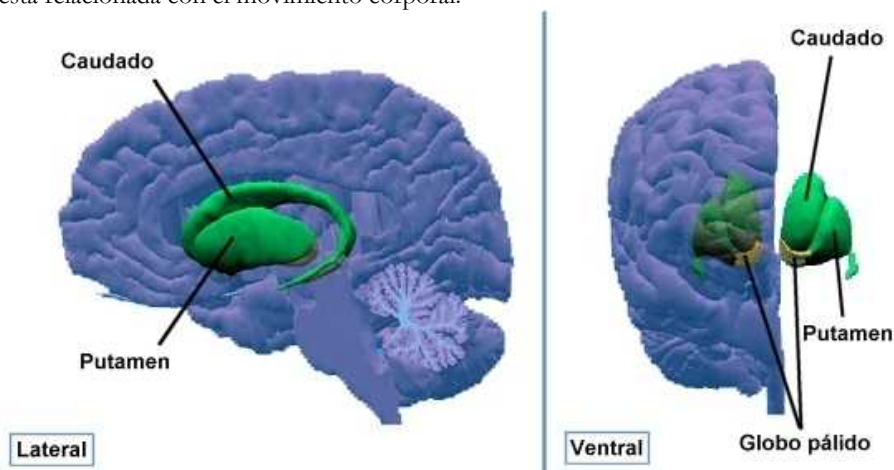 está relacionada con el movimiento corporal.
Caudado
Putamen
Lateral
Caudado
Putamen
Globo pálido
Ventral